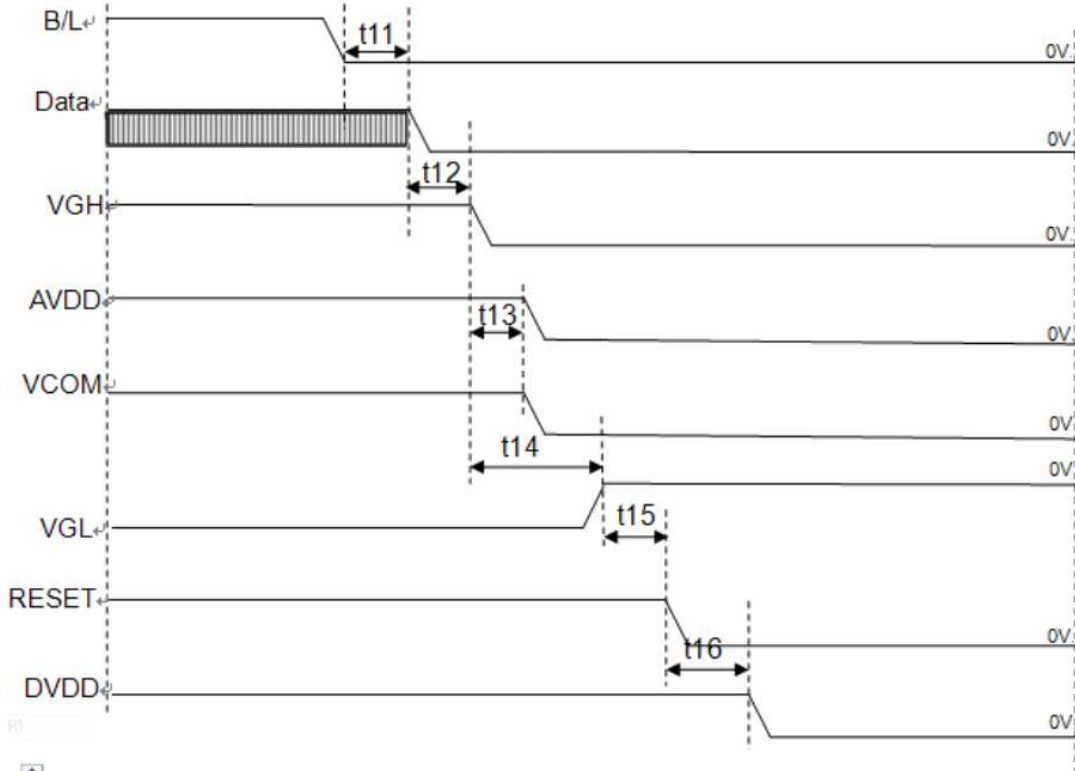 B/L↵
t11
0V.
Data↵
0V.
t12
VGH↵
0V.
AVDD↵
t13
0V.
VCOM↵
0V.
t14
0V.
VGL↵
t15
RESET↵
0V.
t16
DVDD↵
0V.